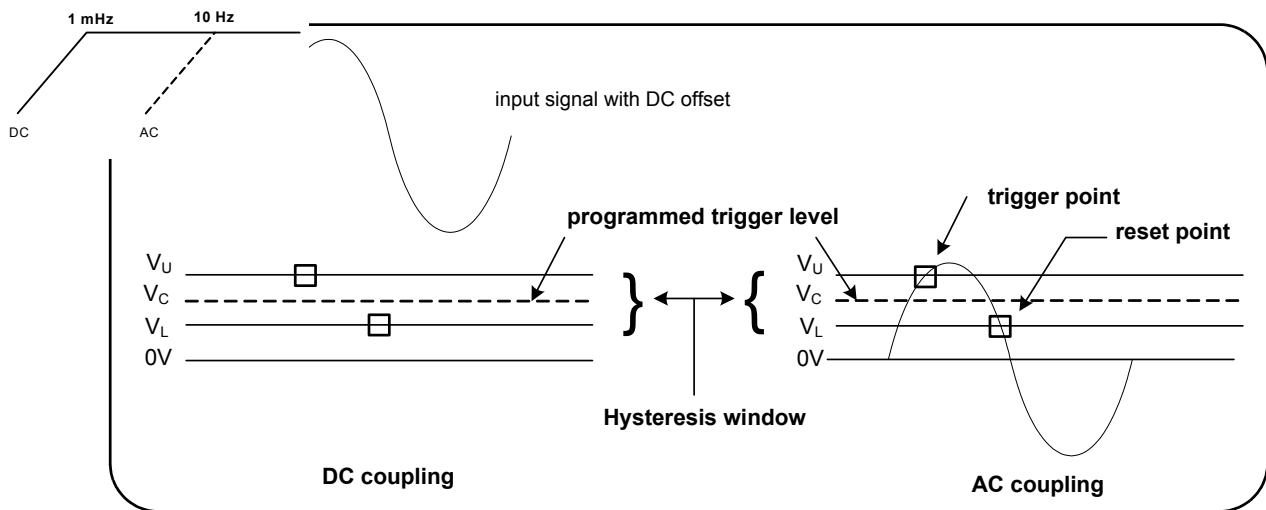 1 mHz
10 Hz
DC
AC
input signal with DC offset
programmed trigger level
trigger point
reset point
VU
VC
VL
0V
VU
VC
VL
0V
}
{
Hysteresis window
DC coupling
AC coupling